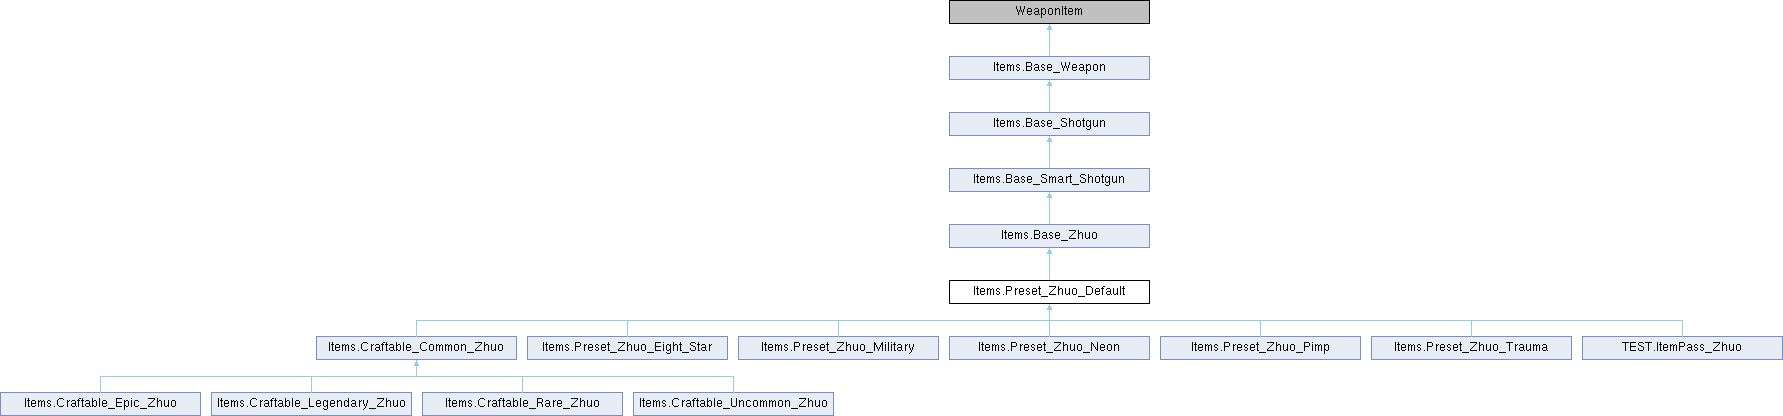 WeaponItem
Items.Base_Weapon
Items.Base_Shotgun
Items.Base_Smart_Shotgun
Items.Base_Zhuo
Items.Preset_Zhuo_Default
Items.Craftable_Common_Zhuo
Items.Preset_Zhuo_Eight_Star
Items.Preset_Zhuo_Military
Items.Preset_Zhuo_Neon
Items.Preset_Zhuo_Pimp
Items.Preset_Zhuo_Trauma
TEST.ItemPass_Zhuo
Items.Craftable_Epic_Zhuo
Items.Craftable_Legendary_Zhuo
Items.Craftable_Rare_Zhuo
Items.Craftable_Uncommon_Zhuo